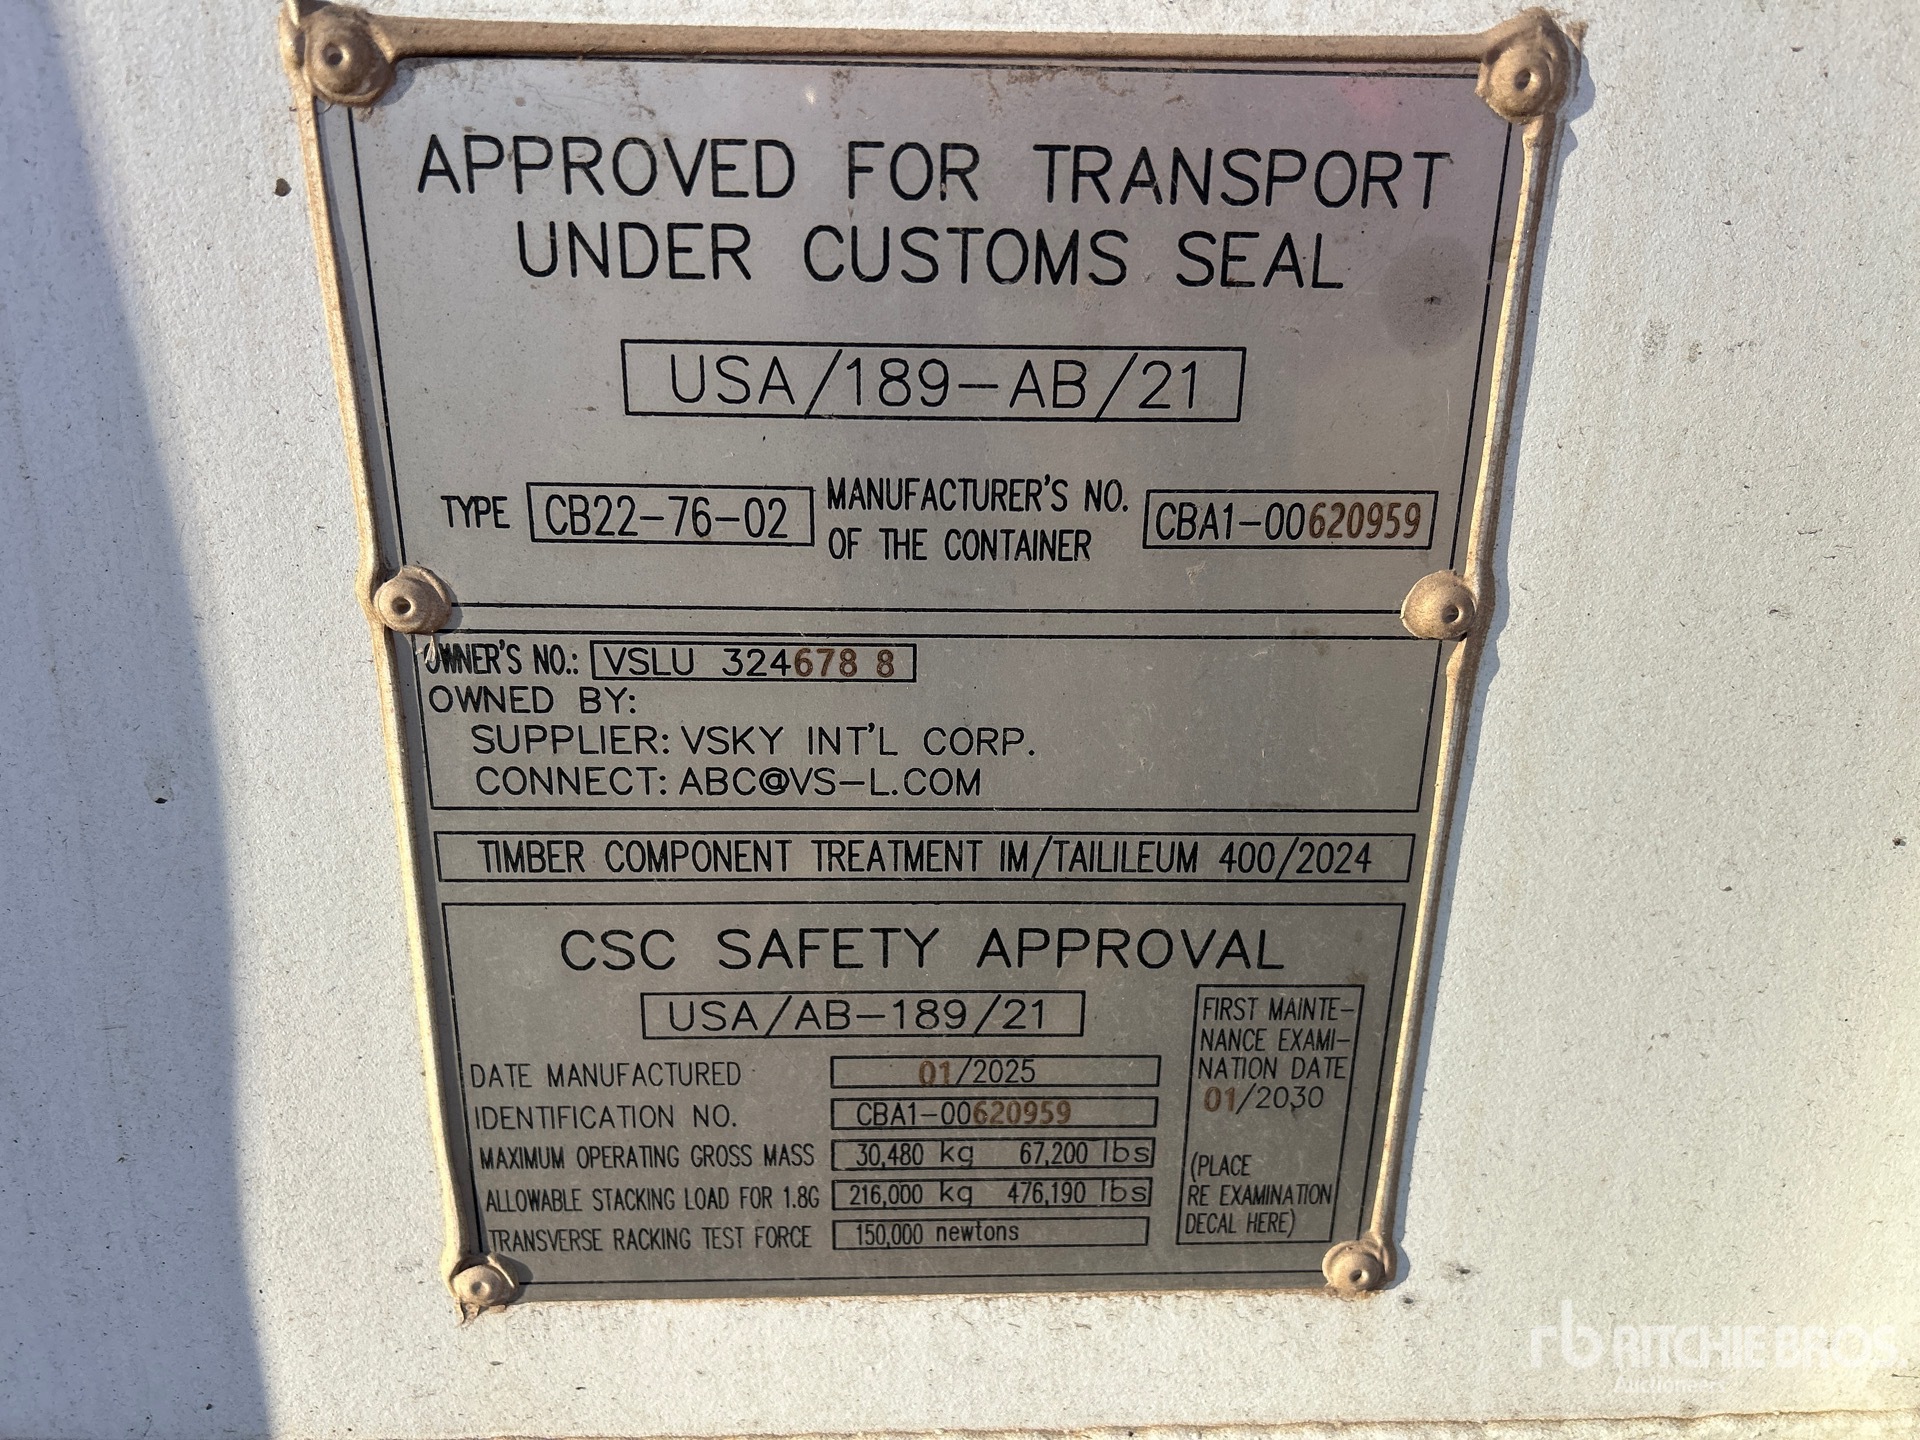 APPROVED FOR TRANSPORT
UNDER CUSTOMS SEAL
USA/189-AB/21
TYPE CB22-76-02 MANUFACTURER'S NO. OF THE CONTAINER CBA1-00620959
OWNER'S NO.: VSLU 324678 8
OWNED BY:
SUPPLIER: VSKY INT'L CORP.
CONNECT: ABC@VS-L.COM
TIMBER COMPONENT TREATMENT IM/TAILILEUM 400/2024
CSC SAFETY APPROVAL
USA/AB-189/21
DATE MANUFACTURED 01/2025
IDENTIFICATION NO. CBA1-00620959
MAXIMUM OPERATING GROSS MASS 30,480 kg 67,200 lbs
ALLOWABLE STACKING LOAD FOR 1.8G 216,000 kg 476,190 lbs
TRANSVERSE RACKING TEST FORCE 150,000 newtons
FIRST MAINTE-
NANCE EXAMI-
NATION DATE
01/2030
(PLACE
RE EXAMINATION
DECAL HERE)
rb RITCHIE BROS.
Auctioneers